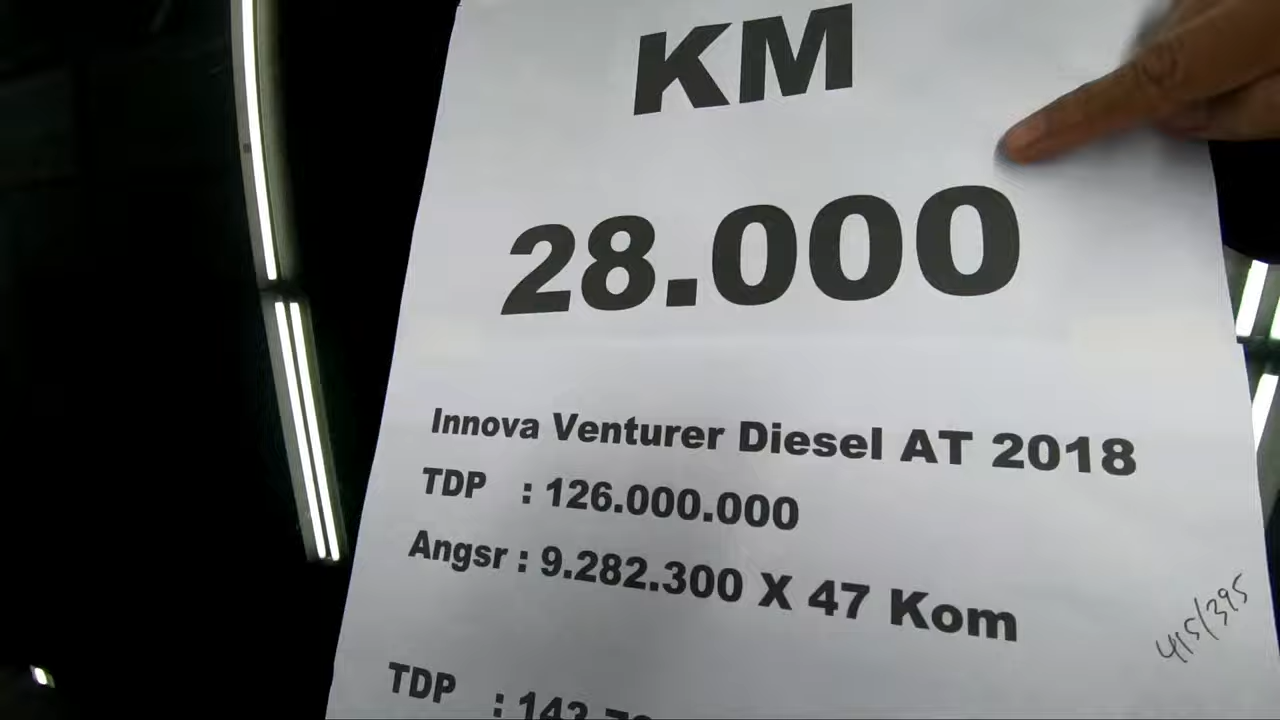 KM
28.000
Innova Venturer Diesel AT 2018
TDP : 126.000.000
Angsr : 9.282.300 X 47 Kom
415/395
TDP :